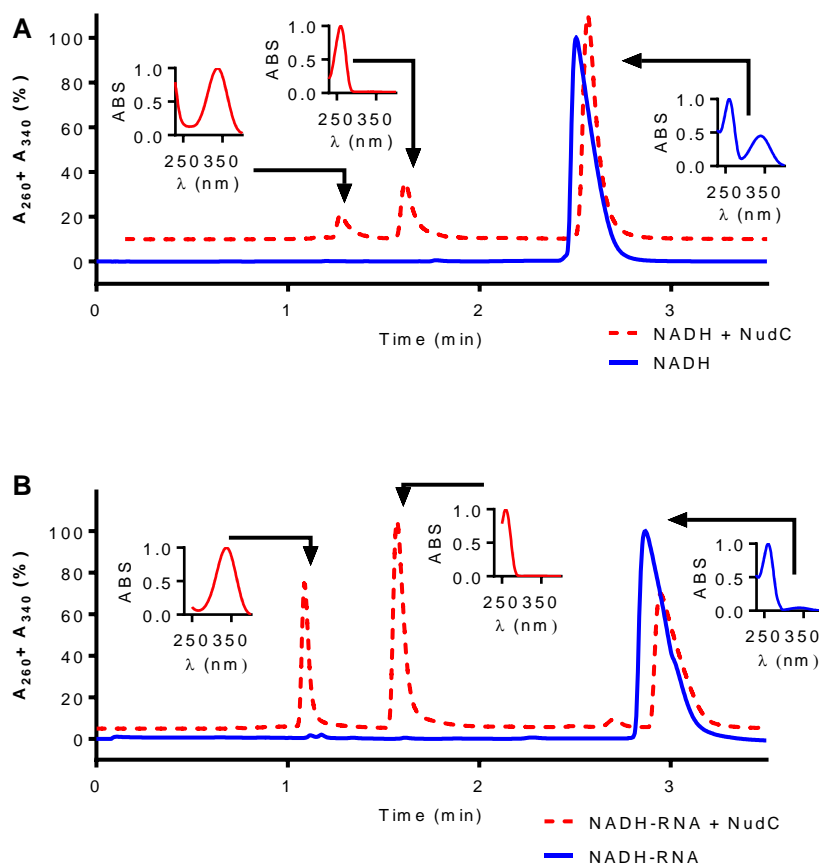 A
A260 + A340 (%)
100
80
60
40
20
0
ABS
1.0
0.5
0.0
250 350
λ (nm)
ABS
1.0
0.5
0.0
250 350
λ (nm)
ABS
1.0
0.5
0.0
250 350
λ (nm)
0 1 2 3
Time (min)
NADH + NudC
NADH
B
A260 + A340 (%)
100
80
60
40
20
0
ABS
1.0
0.5
0.0
250 350
λ (nm)
ABS
1.0
0.5
0.0
250 350
λ (nm)
ABS
1.0
0.5
0.0
250 350
λ (nm)
0 1 2 3
Time (min)
NADH-RNA + NudC
NADH-RNA